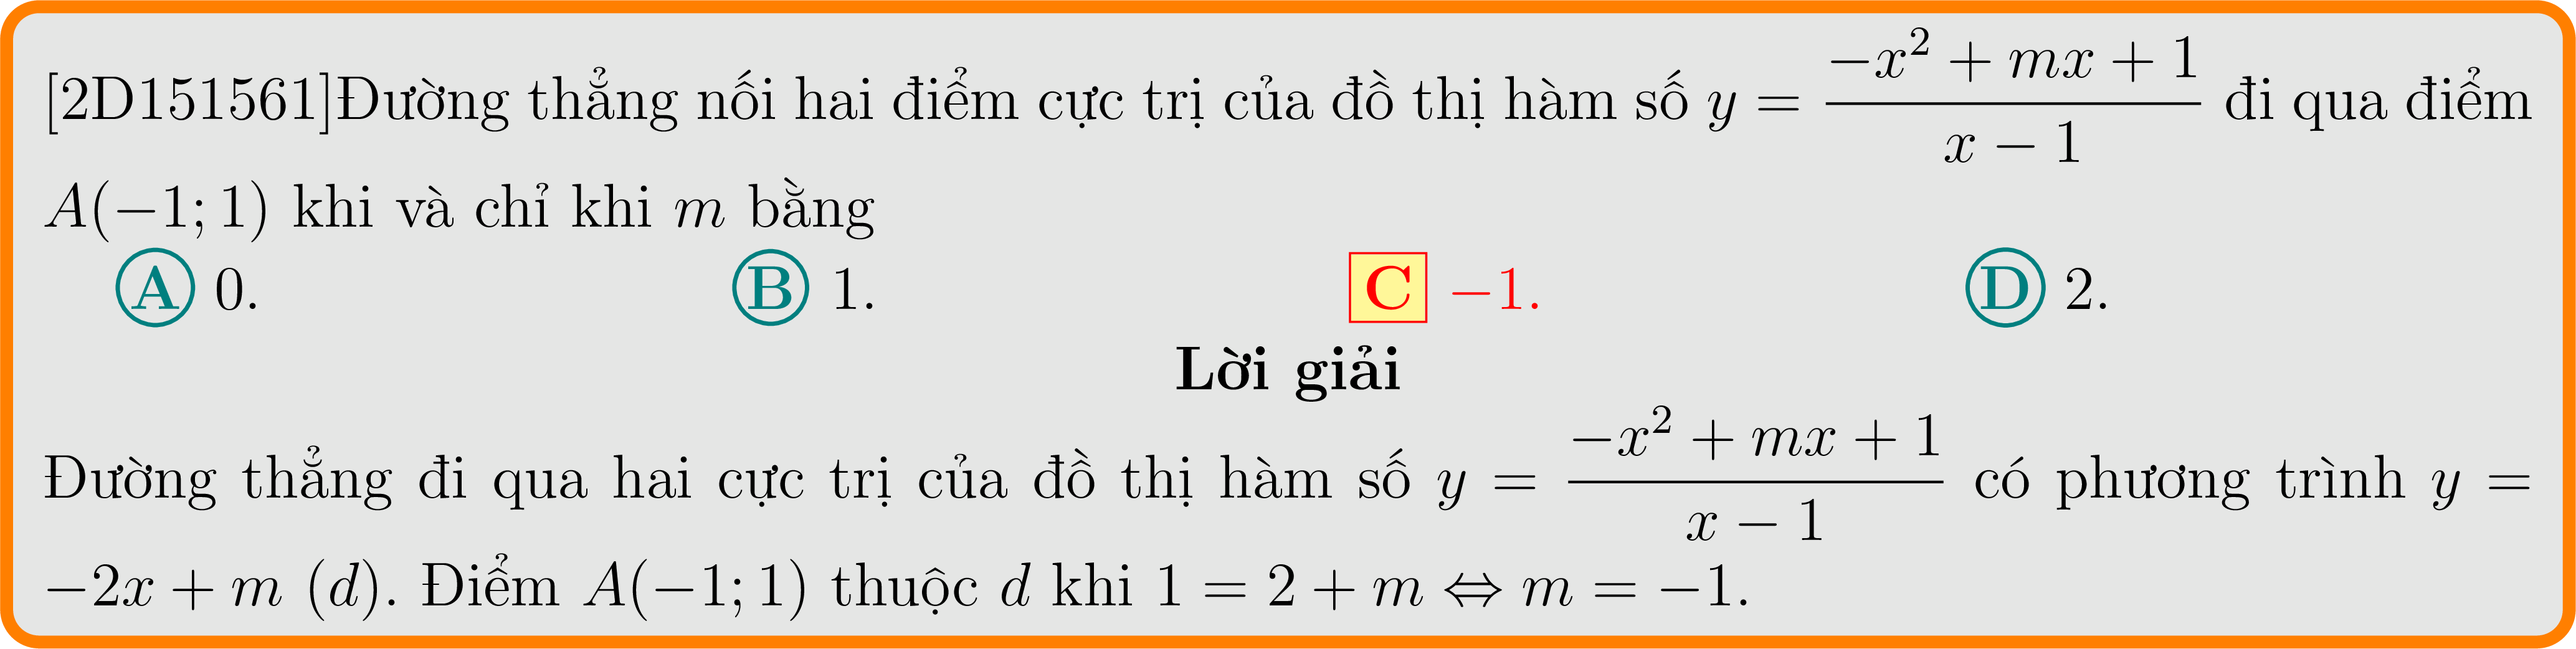 [2D151561]Đường thẳng nối hai điểm cực trị của đồ thị hàm số $y = \dfrac{-x^2 + mx + 1}{x - 1}$ đi qua điểm
$A(-1; 1)$ khi và chỉ khi $m$ bằng
A 0. B 1. C −1. D 2.
Lời giải
Đường thẳng đi qua hai cực trị của đồ thị hàm số $y = \dfrac{-x^2 + mx + 1}{x - 1}$ có phương trình $y =$
$-2x + m$ $(d)$. Điểm $A(-1; 1)$ thuộc $d$ khi $1 = 2 + m \Leftrightarrow m = -1$.